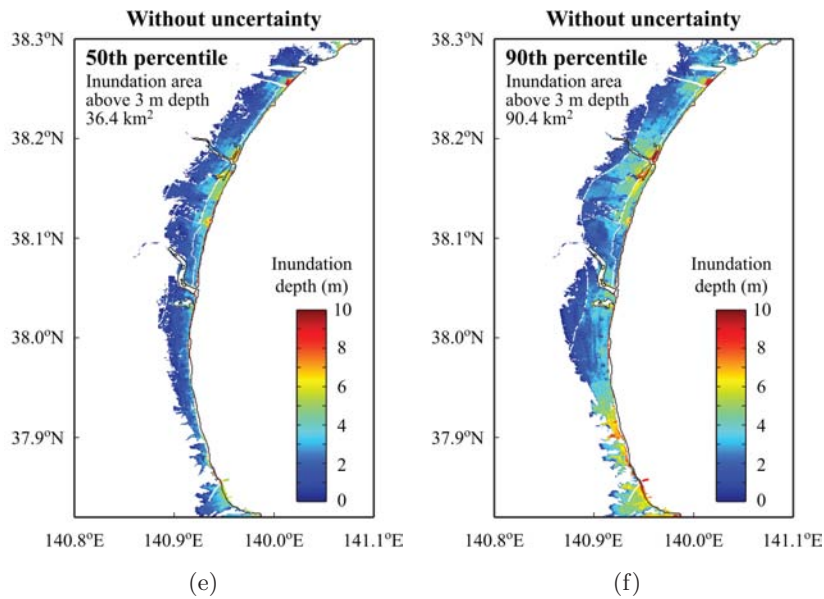 Without uncertainty
38.3°N
50th percentile
Inundation area
above 3 m depth
36.4 km²
38.2°N
38.1°N
Inundation
depth (m)
10
8
38.0°N
6
4
37.9°N
2
0
140.8°E 140.9°E 140.0°E 141.1°E
(e)
Without uncertainty
38.3°N
90th percentile
Inundation area
above 3 m depth
90.4 km²
38.2°N
38.1°N
Inundation
depth (m)
10
8
38.0°N
6
4
37.9°N
2
0
140.8°E 140.9°E 140.0°E 141.1°E
(f)